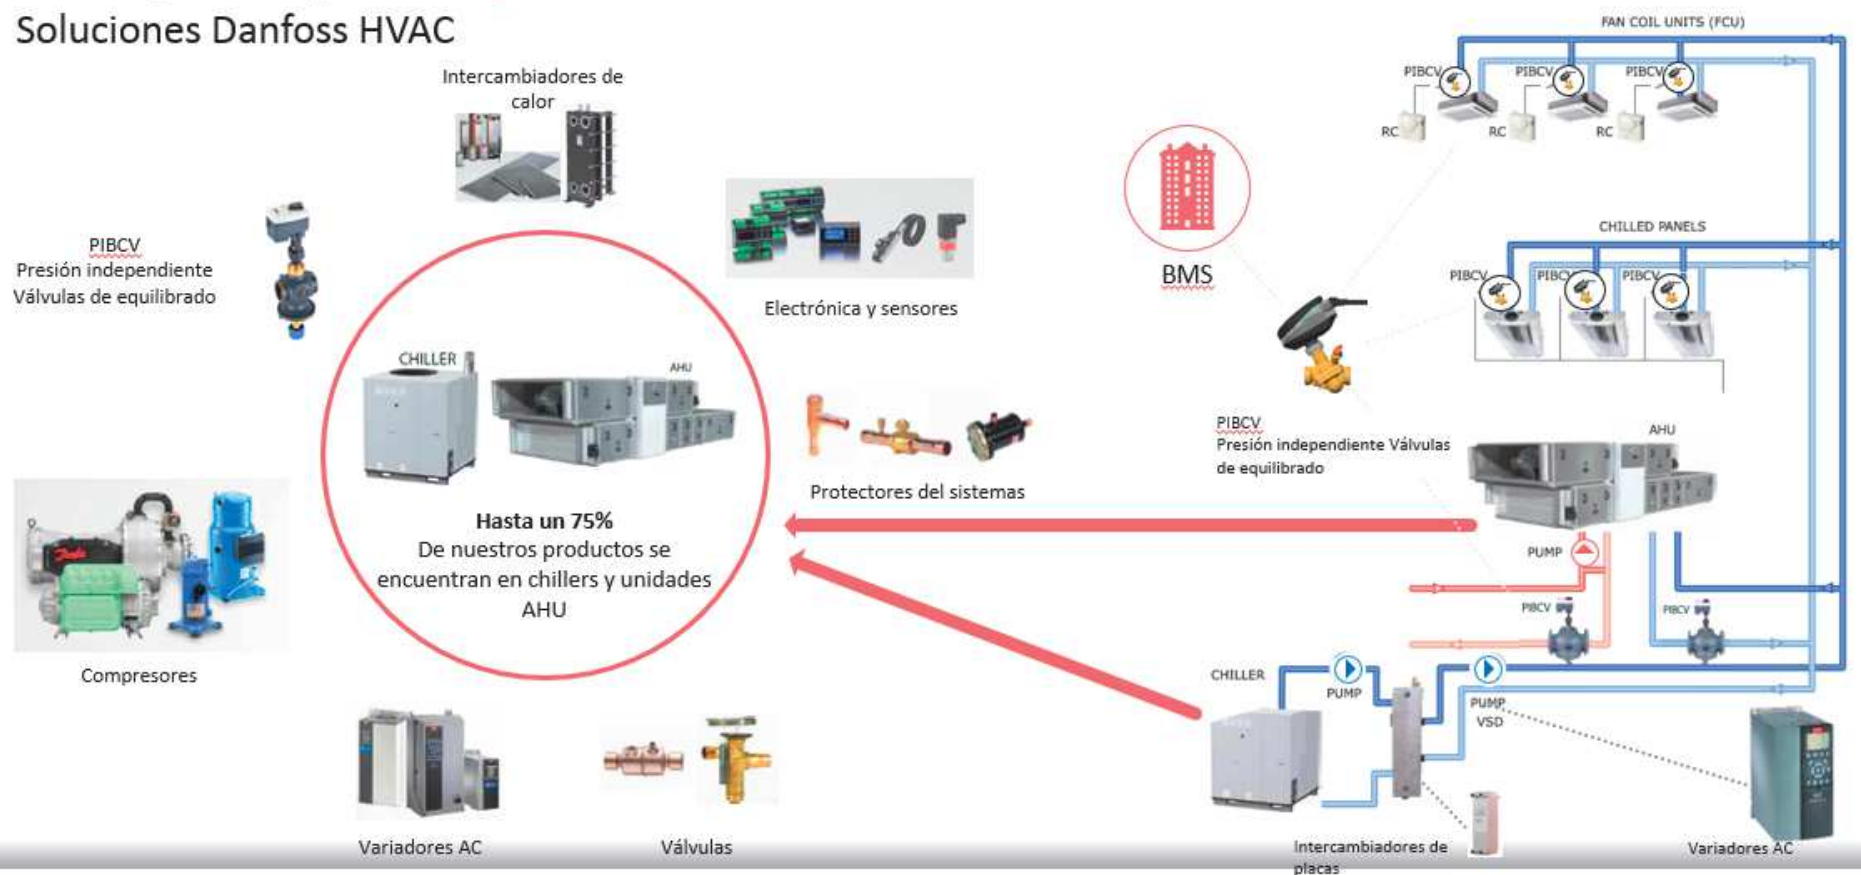 Soluciones Danfoss HVAC
Intercambiadores de
calor
PIBCV
Presión independiente
Válvulas de equilibrado
Electrónica y sensores
CHILLER
AHU
Protectores del sistemas
Hasta un 75%
De nuestros productos se
encuentran en chillers y unidades
AHU
Danfoss
Compresores
Variadores AC
Válvulas
BMS
PIBCV
Presión independiente Válvulas
de equilibrado
FAN COIL UNITS (FCU)
PIBCV
PIBCV
PIBCV
RC
RC
RC
CHILLED PANELS
PIBCV
PIBCV
PIBCV
AHU
PUMP
PIBCV
PIBCV
CHILLER
PUMP
PUMP
VSD
Intercambiadores de
placas
Variadores AC